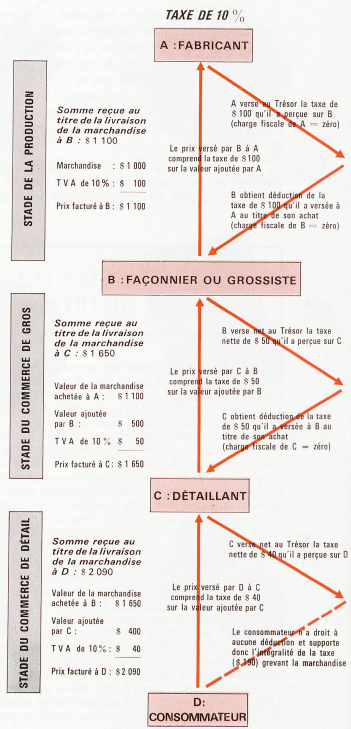 TAXE DE 10 %
A : FABRICANT
STADE DE LA PRODUCTION
Somme reçue au
titre de la livraison
de la marchandise
à B : $ 1 100
Marchandise : $ 1 000
T V A de 10% : $ 100
Prix facturé à B : $ 1 100
Le prix versé par B à A
comprend la taxe de $ 100
sur la valeur ajoutée par A
A verse au Trésor la taxe de
$ 100 qu'il a perçue sur B
(charge fiscale de A = zéro)
B obtient déduction de la
taxe de $ 100 qu'il a versée à
A au titre de son achat
(charge fiscale de B = zéro)
B : FAÇONNIER OU GROSSISTE
STADE DU COMMERCE DE GROS
Somme reçue au
titre de la livraison
de la marchandise
à C : $ 1 650
Valeur de la marchandise
achetée à A : $ 1 100
Valeur ajoutée
par B : $ 500
T V A de 10% $ 50
Prix facturé à C : $ 1 650
Le prix versé par C à B
comprend la taxe de $ 50
sur la valeur ajoutée par B
B verse net au Trésor la taxe
nette de $ 50 qu'il a perçue sur C
C obtient déduction de la taxe
de $ 50 qu'il a versée à B au
titre de son achat
(charge fiscale de C = zéro)
C : DÉTAILLANT
STADE DU COMMERCE DE DÉTAIL
Somme reçue au
titre de la livraison
de la marchandise
à D : $ 2 090
Valeur de la marchandise
achetée à B : $ 1 650
Valeur ajoutée
par C : $ 400
T V A de 10% : $ 40
Prix facturé à D : $ 2 090
Le prix versé par D à C
comprend la taxe de $ 40
sur la valeur ajoutée par C
C verse net au Trésor la taxe
nette de $ 40 qu'il a perçue sur D
Le consommateur n'a droit à
aucune déduction et supporte
donc l'intégralité de la taxe
($ 190) grevant la marchandise
D:
CONSOMMATEUR